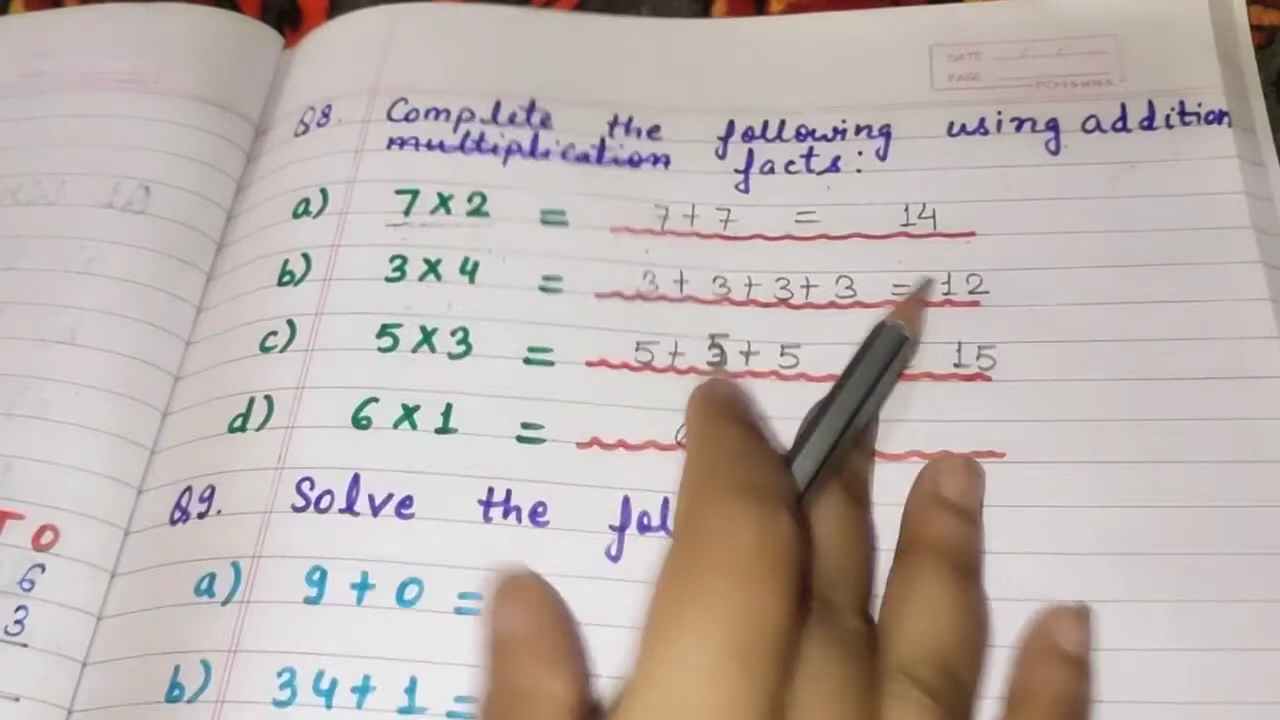 DATE
PAGE
Q8. Complete the following using addition
multiplication facts:
a) 7 × 2 = 7 + 7 = 14
b) 3 × 4 = 3 + 3 + 3 + 3 = 12
c) 5 × 3 = 5 + 5 + 5 15
d) 6 × 1 =
Q9. Solve the fol
a) 9 + 0 =
b) 34 + 1 =
T O
6
3